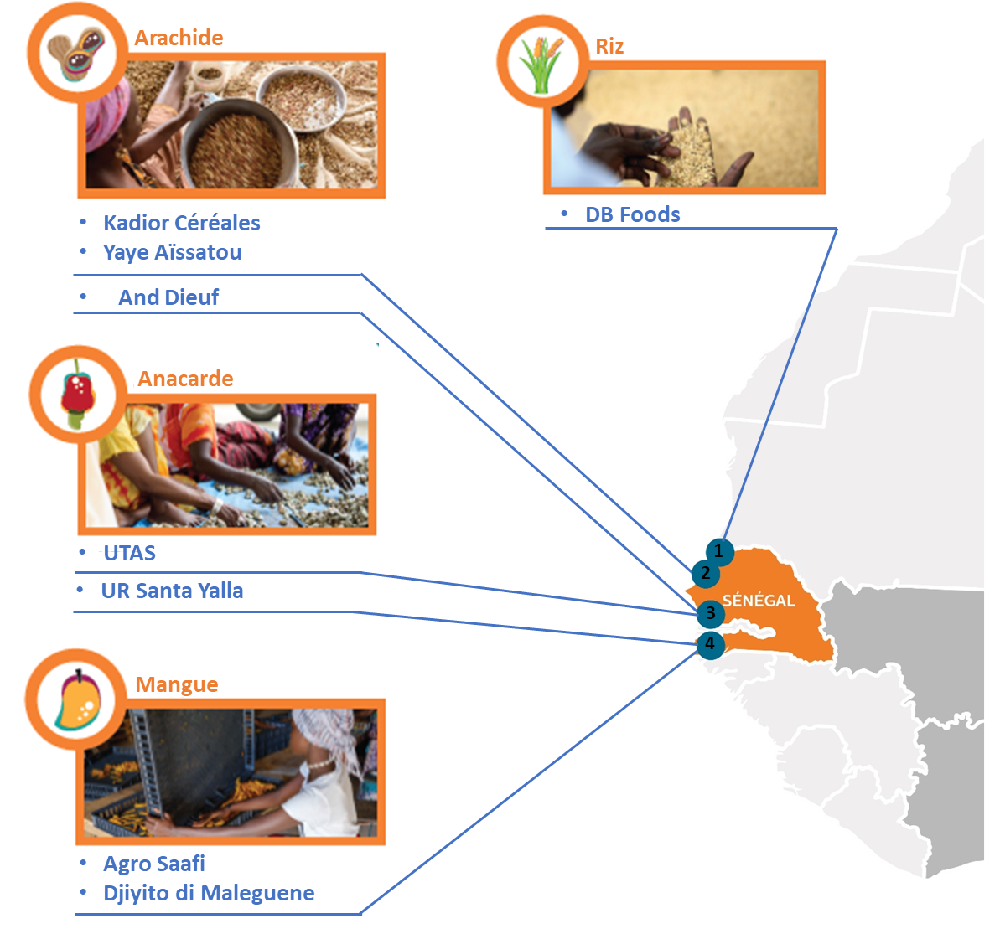 Arachide
Kadior Céréales
Yaye Aïssatou
And Dieuf
Anacarde
UTAS
UR Santa Yalla
Mangue
Agro Saafi
Djiyito di Maleguene
Riz
DB Foods
1
2
3
SÉNÉGAL
4